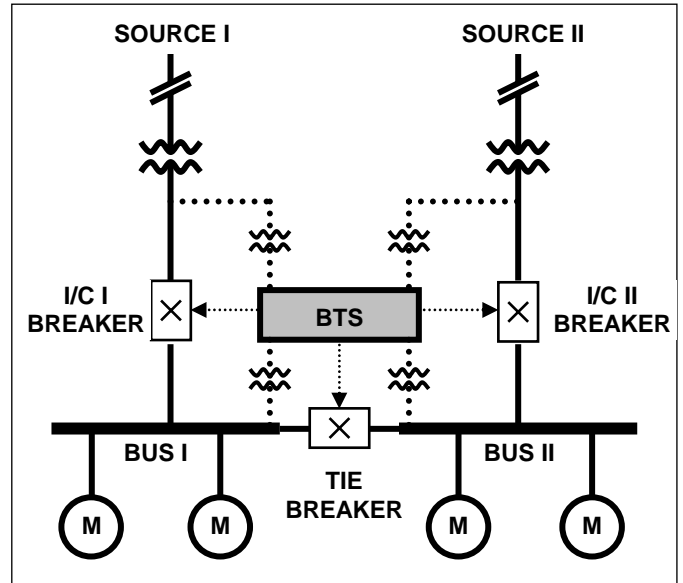 SOURCE I
SOURCE II
I/C I
BREAKER
BTS
I/C II
BREAKER
BUS I
TIE
BREAKER
BUS II
M
M
M
M